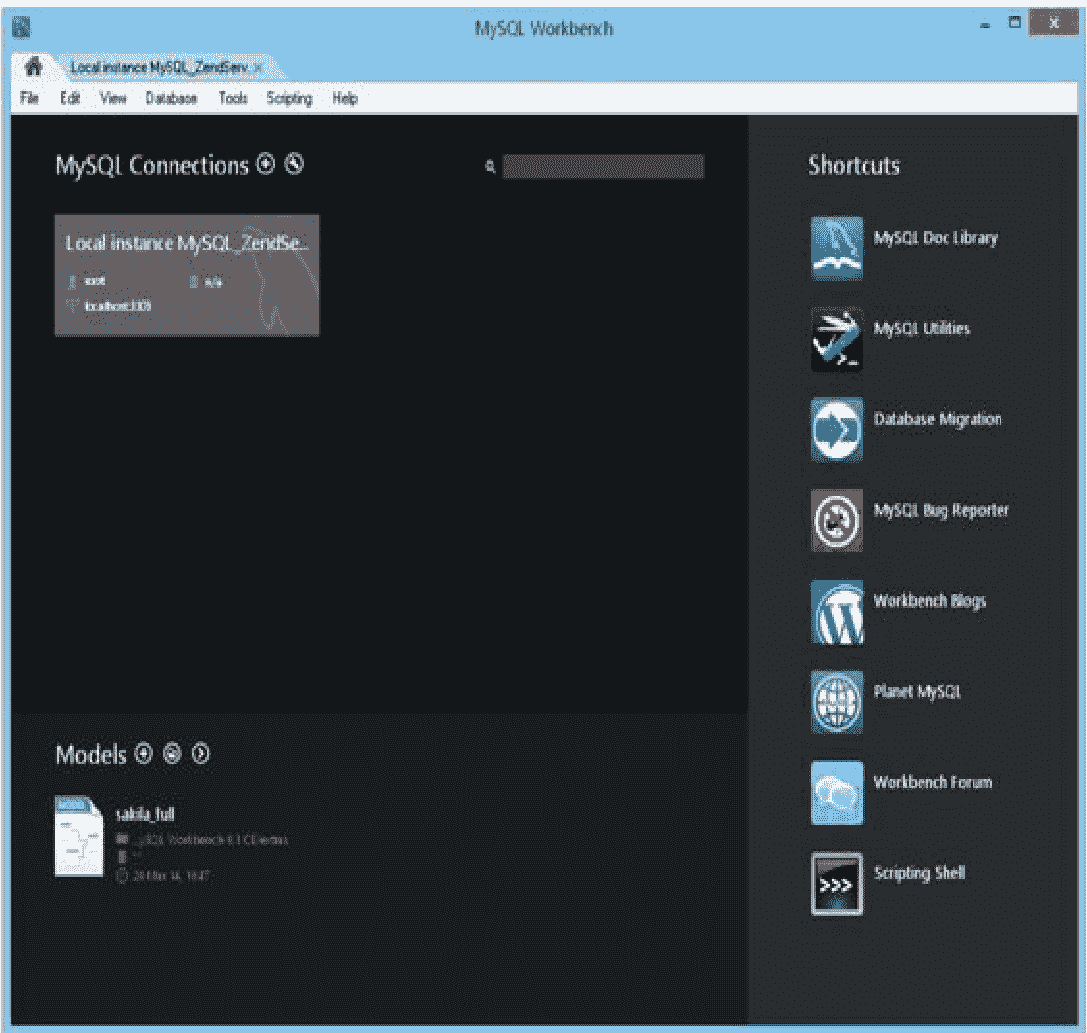 MySQL Workbench
Local instance MySQL_ZendServ ×
File Edit View Database Tools Scripting Help
MySQL Connections
Local instance MySQL_ZendSe...
root n/a
Models
sakila_full
Shortcuts
MySQL Doc Library
MySQL Utilities
Database Migration
MySQL Bug Reporter
Workbench Blogs
Planet MySQL
Workbench Forum
Scripting Shell